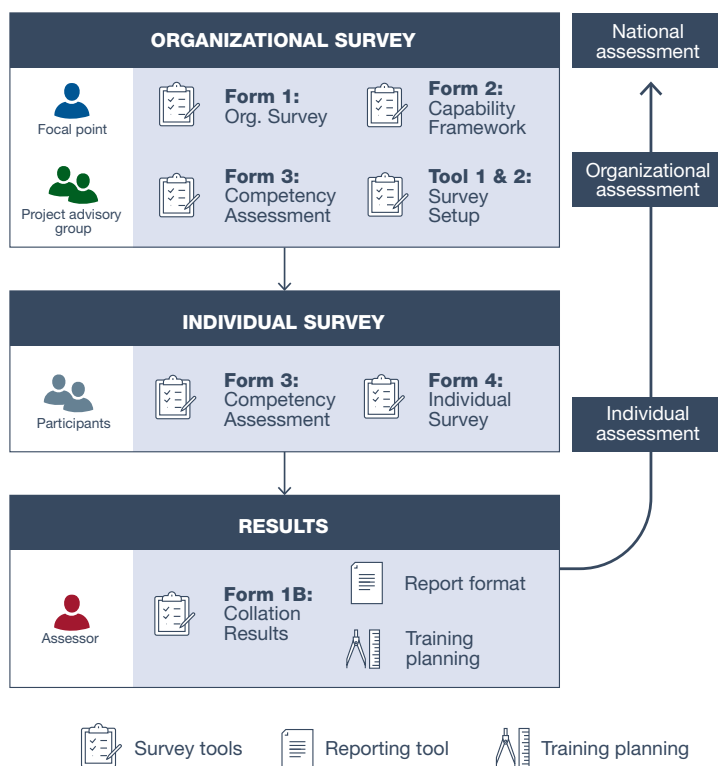 ORGANIZATIONAL SURVEY
Focal point
Form 1:
Org. Survey
Form 2:
Capability
Framework
Project advisory
group
Form 3:
Competency
Assessment
Tool 1 & 2:
Survey
Setup
National
assessment
Organizational
assessment
INDIVIDUAL SURVEY
Participants
Form 3:
Competency
Assessment
Form 4:
Individual
Survey
Individual
assessment
RESULTS
Assessor
Form 1B:
Collation
Results
Report format
Training
planning
Survey tools
Reporting tool
Training planning